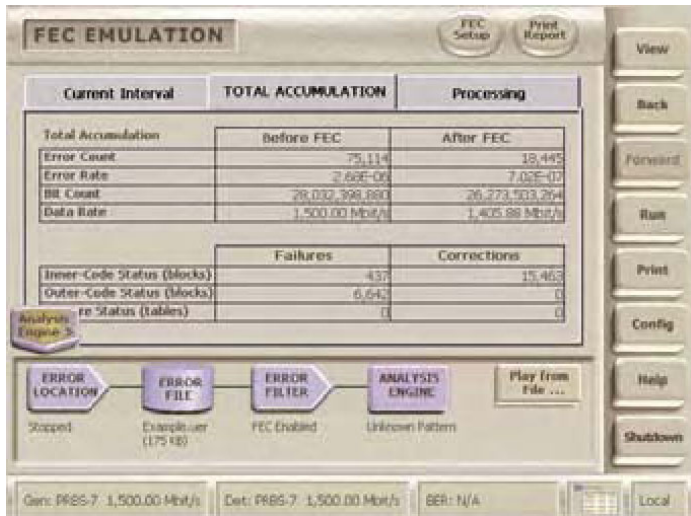 FEC EMULATION
FEC Setup
Print Report
View
Current Interval
TOTAL ACCUMULATION
Processing
Back
Total Accumulation
Before FEC
After FEC
Error Count
75,114
18,445
Error Rate
2.68E-06
7.02E-07
Forward
Bit Count
28,032,398,880
26,273,503,264
Data Rate
1,500.00 Mbit/s
1,405.88 Mbit/s
Run
Failures
Corrections
Inner-Code Status (blocks)
437
15,463
Print
Outer-Code Status (blocks)
6,642
0
re Status (tables)
0
0
Analysis Engine
Config
ERROR LOCATION
ERROR FILE
ERROR FILTER
ANALYSIS ENGINE
Play from File ...
Help
Stopped
Example.uer (175 KB)
FEC Enabled
Unknown Pattern
Shutdown
Gen: PRBS-7 1,500.00 Mbit/s
Det: PRBS-7 1,500.00 Mbit/s
BER: N/A
Local